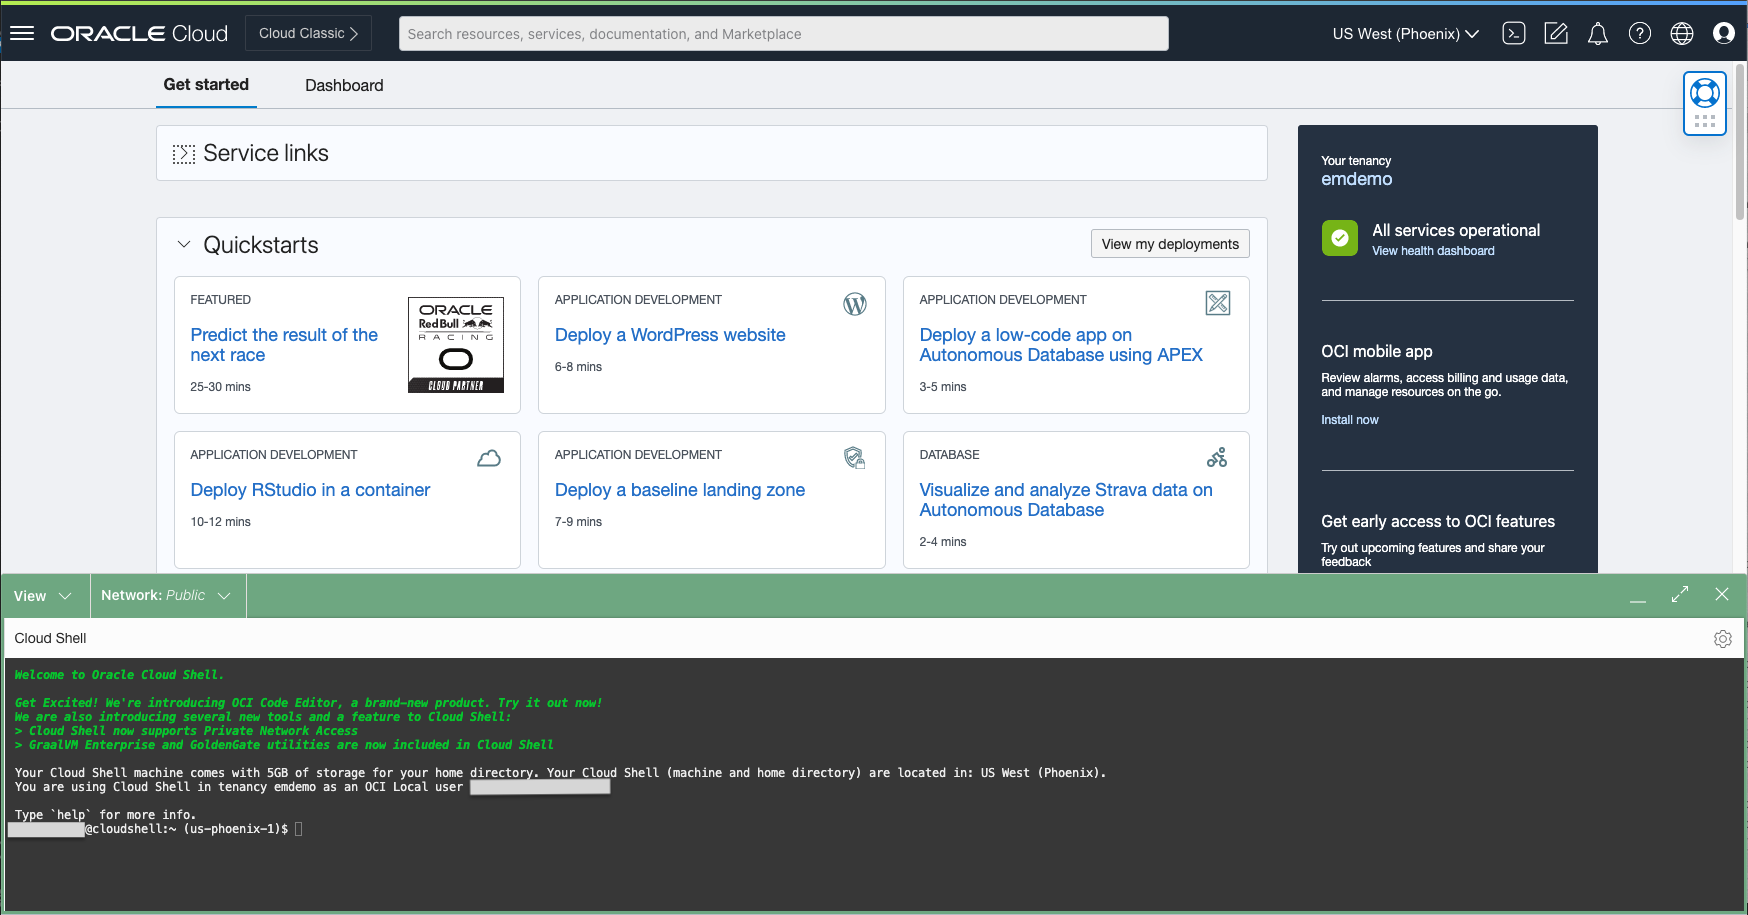 ORACLE Cloud
Cloud Classic
Search resources, services, documentation, and Marketplace
US West (Phoenix)
Get started
Dashboard
Service links
Quickstarts
View my deployments
FEATURED
Predict the result of the
next race
25-30 mins
ORACLE
Red Bull
RACING
CLOUD PARTNER
APPLICATION DEVELOPMENT
Deploy a WordPress website
6-8 mins
APPLICATION DEVELOPMENT
Deploy a low-code app on
Autonomous Database using APEX
3-5 mins
APPLICATION DEVELOPMENT
Deploy RStudio in a container
10-12 mins
APPLICATION DEVELOPMENT
Deploy a baseline landing zone
7-9 mins
DATABASE
Visualize and analyze Strava data on
Autonomous Database
2-4 mins
Your tenancy
emdemo
All services operational
View health dashboard
OCI mobile app
Review alarms, access billing and usage data,
and manage resources on the go.
Install now
Get early access to OCI features
Try out upcoming features and share your
feedback
View
Network: Public
Cloud Shell
Welcome to Oracle Cloud Shell.
Get Excited! We're introducing OCI Code Editor, a brand-new product. Try it out now!
We are also introducing several new tools and a feature to Cloud Shell:
> Cloud Shell now supports Private Network Access
> GraalVM Enterprise and GoldenGate utilities are now included in Cloud Shell
Your Cloud Shell machine comes with 5GB of storage for your home directory. Your Cloud Shell (machine and home directory) are located in: US West (Phoenix).
You are using Cloud Shell in tenancy emdemo as an OCI Local user
Type `help` for more info.
@cloudshell:~ (us-phoenix-1)$